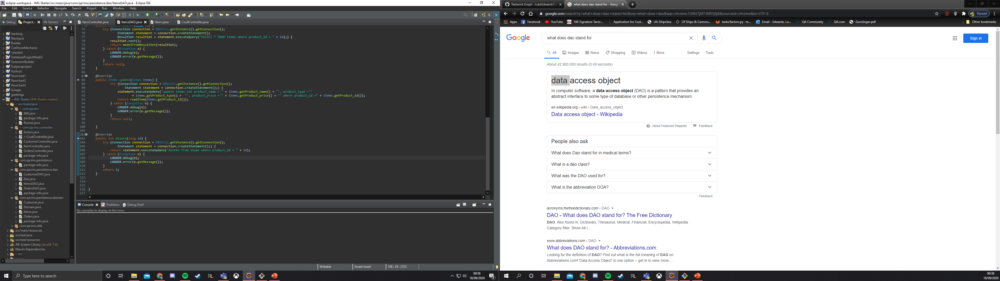 eclipse-workspace - IMS-Starter/src/main/java/com/qa/ims/persistence/dao/ItemsDAO.java - Eclipse IDE
File Edit Source Refactor Navigate Search Project Run Window Help
Debug Project... Servers
banking
Blackjack
Builder
CarDriverMechanic
classtest
DatabaseProjectWeek5
ExtensionBuilder
firstjavaproject
fizzbuzz
flowchart1
flowchart2
flowchart3
Garage
greetings
> IMS-Starter [IMS-Starter master]
> src/main/java
> com.qa.ims
IMS.java
package-info.java
Runner.java
> com.qa.ims.controller
Action.java
> CrudController.java
CustomerController.java
ItemController.java
OrdersController.java
package-info.java
com.qa.ims.persistence
package-info.java
com.qa.ims.persistence.dao
CustomerDAO.java
Dao.java
ItemsDAO.java
OrdersDAO.java
package-info.java
com.qa.ims.persistence.domain
Customer.java
Domain.java
Items.java
Orders.java
package-info.java
com.qa.ims.utils
src/main/resources
src/test/java
src/test/resources
JRE System Library [JavaSE-1.8]
Maven Dependencies
> src
ItemController.java ItemsDAO.java Items.java CrudController.java
75 try (Connection connection = DBUtils.getInstance().getConnection();
76 Statement statement = connection.createStatement();
77 ResultSet resultSet = statement.executeQuery("SELECT * FROM items where product_id = " + id);) {
78 resultSet.next();
79 return modelFromResultSet(resultSet);
80 } catch (Exception e) {
81 LOGGER.debug(e);
82 LOGGER.error(e.getMessage());
83 }
84 return null;
85 }
86
87 @Override
88 public Items update(Items items) {
89 try (Connection connection = DBUtils.getInstance().getConnection();
90 Statement statement = connection.createStatement();) {
91 statement.executeUpdate("update items set product_name ='" + items.getProduct_name() + "', product_type ='"
92 + items.getProduct_type() + "', product_price ='" + items.getProduct_price() + "' where product_id =" + items.getProduct_id());
93 return readItem(items.getProduct_id());
94 } catch (Exception e) {
95 LOGGER.debug(e);
96 LOGGER.error(e.getMessage());
97 }
98 return null;
99
100 }
101
102 @Override
103 public int delete(long id) {
104 try (Connection connection = DBUtils.getInstance().getConnection();
105 Statement statement = connection.createStatement();) {
106 return statement.executeUpdate("delete from items where product_id = " + id);
107 } catch (Exception e) {
108 LOGGER.debug(e);
109 LOGGER.error(e.getMessage());
110 }
111 return 0;
112 }
113
114
115
116 }
117
Console Problems Debug Shell
No consoles to display at this time.
Writable Smart Insert 108 : 29 : 3723
Type here to search
00:38
18/09/2020
2
Network Graph · LukeEdwards12 what does dao stand for - Goog
google.com/search?q=what+does+dao+stand+for&oq=what+does+dao&aqs=chrome.1.69i57j0l7.4997j0j4&sourceid=chrome&ie=UTF-8
Paused
Apps Facebook YouTube 100 Signature Taver... Application for Cust... UA-ShipsSea Of Ships & Cannon... tasks/factors.py · m... Email - Edwards, Lu... QA Community QA.com Gunslinger.pdf Other bookmarks
Google
what does dao stand for
Sign in
All Images News Shopping Videos More Settings Tools
About 42,900,000 results (0.49 seconds)
data access object
In computer software, a data access object (DAO) is a pattern that provides an
abstract interface to some type of database or other persistence mechanism.
en.wikipedia.org › wiki › Data_access_object
Data access object - Wikipedia
About Featured Snippets Feedback
People also ask
What does Dao stand for in medical terms?
What is a dao class?
What was the DAO used for?
What is the abbreviation DOA?
Feedback
acronyms.thefreedictionary.com › DAO
DAO - What does DAO stand for? The Free Dictionary
DAO. Also found in: Dictionary, Thesaurus, Medical, Financial, Encyclopedia, Wikipedia.
Category filter: Show All ( ...
www.abbreviations.com › DAO
What does DAO stand for? - Abbreviations.com
Looking for the definition of DAO? Find out what is the full meaning of DAO on
Abbreviations.com! 'Data Access Object' is one option -- get in to view more ...
00:38
18/09/2020